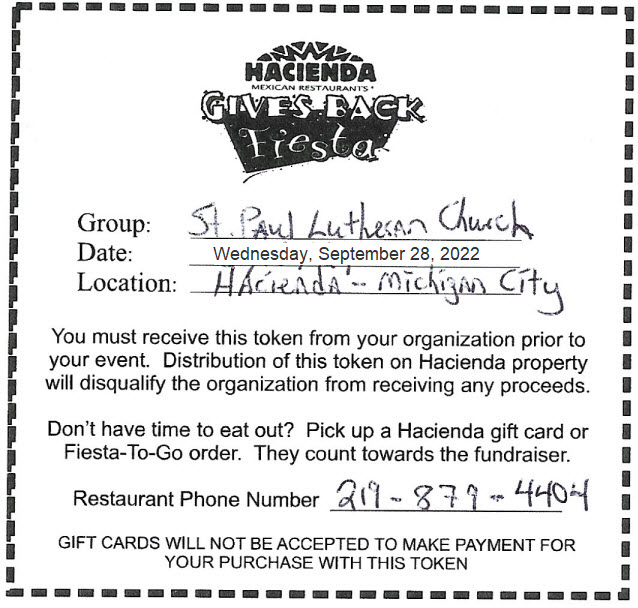 HACIENDA
MEXICAN RESTAURANTS
GIVES BACK
Fiesta
Group: St. Paul Lutheran Church
Date: Wednesday, September 28, 2022
Location: HAcienda - Michigan City
You must receive this token from your organization prior to
your event. Distribution of this token on Hacienda property
will disqualify the organization from receiving any proceeds.
Don't have time to eat out? Pick up a Hacienda gift card or
Fiesta-To-Go order. They count towards the fundraiser.
Restaurant Phone Number 219-879-4404
GIFT CARDS WILL NOT BE ACCEPTED TO MAKE PAYMENT FOR
YOUR PURCHASE WITH THIS TOKEN